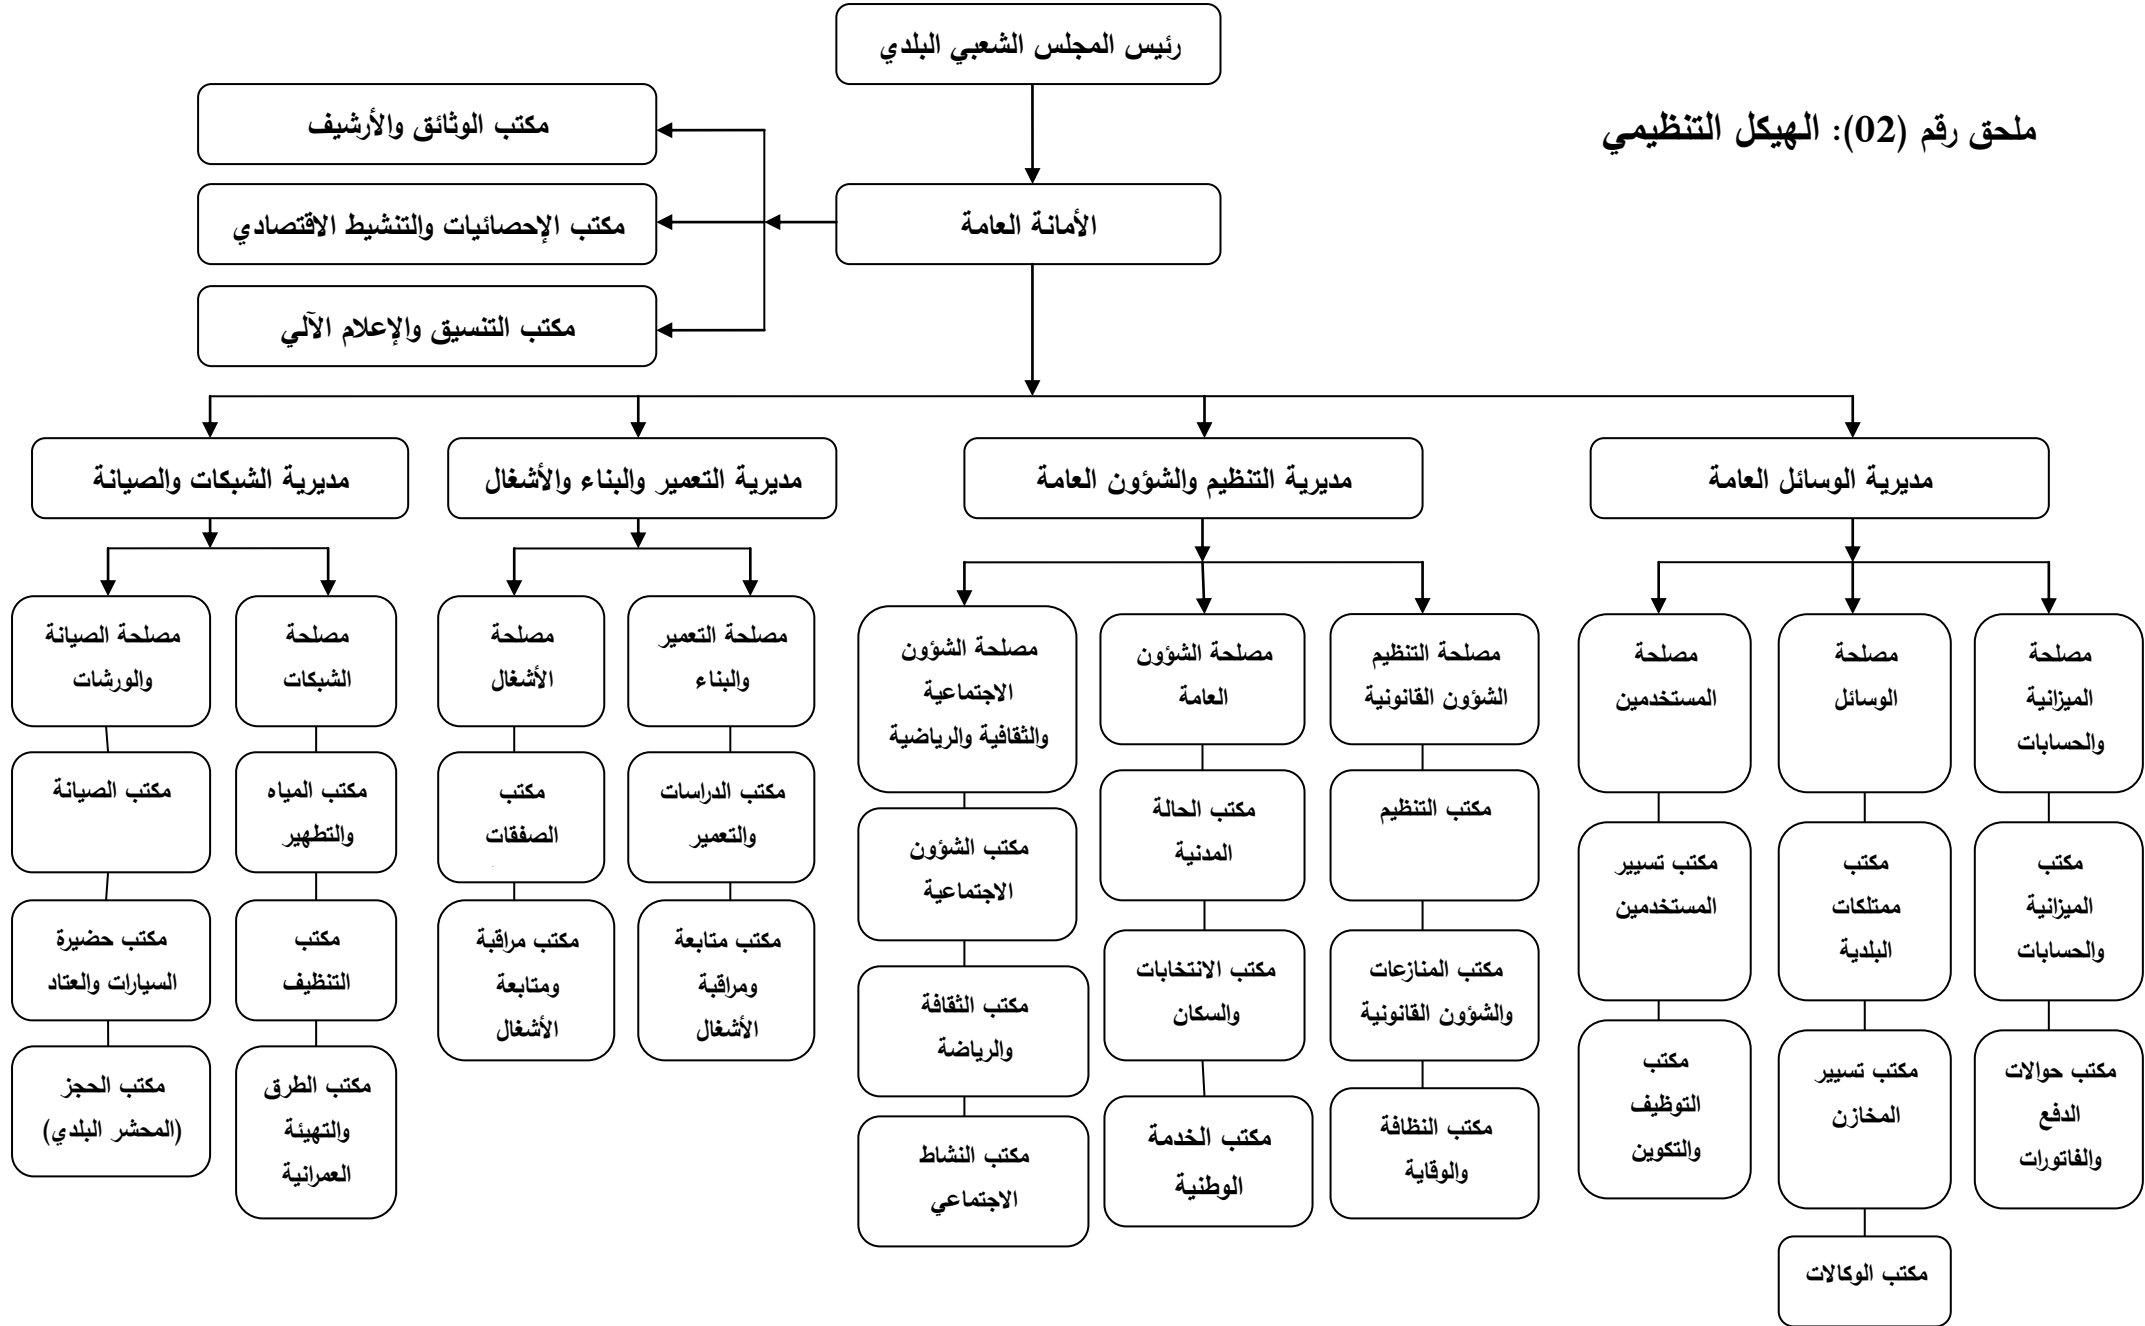 رئيس المجلس الشعبي البلدي
ملحق رقم (02): الهيكل التنظيمي
مكتب الوثائق والأرشيف
الأمانة العامة
مكتب الإحصائيات والتنشيط الاقتصادي
مكتب التنسيق والإعلام الآلي
مديرية الوسائل العامة
مديرية التنظيم والشؤون العامة
مديرية التعمير والبناء والأشغال
مديرية الشبكات والصيانة
مصلحة
الميزانية
والحسابات
مكتب
الميزانية
والحسابات
مكتب حوالات
الدفع
والفاتورات
مصلحة
الوسائل
مكتب
ممتلكات
البلدية
مكتب تسيير
المخازن
مكتب الوكالات
مصلحة
المستخدمين
مكتب تسيير
المستخدمين
مكتب
التوظيف
والتكوين
مصلحة التنظيم
الشؤون القانونية
مكتب التنظيم
مكتب المنازعات
والشؤون القانونية
مكتب النظافة
والوقاية
مصلحة الشؤون
العامة
مكتب الحالة
المدنية
مكتب الانتخابات
والسكان
مكتب الخدمة
الوطنية
مصلحة الشؤون
الاجتماعية
والثقافية والرياضية
مكتب الشؤون
الاجتماعية
مكتب الثقافة
والرياضة
مكتب النشاط
الاجتماعي
مصلحة التعمير
والبناء
مكتب الدراسات
والتعمير
مكتب متابعة
ومراقبة
الأشغال
مصلحة
الأشغال
مكتب
الصفقات
مكتب مراقبة
ومتابعة
الأشغال
مصلحة
الشبكات
مكتب المياه
والتطهير
مكتب
التنظيف
مكتب الطرق
والتهيئة
العمرانية
مصلحة الصيانة
والورشات
مكتب الصيانة
مكتب حضيرة
السيارات والعتاد
مكتب الحجز
(المحشر البلدي)